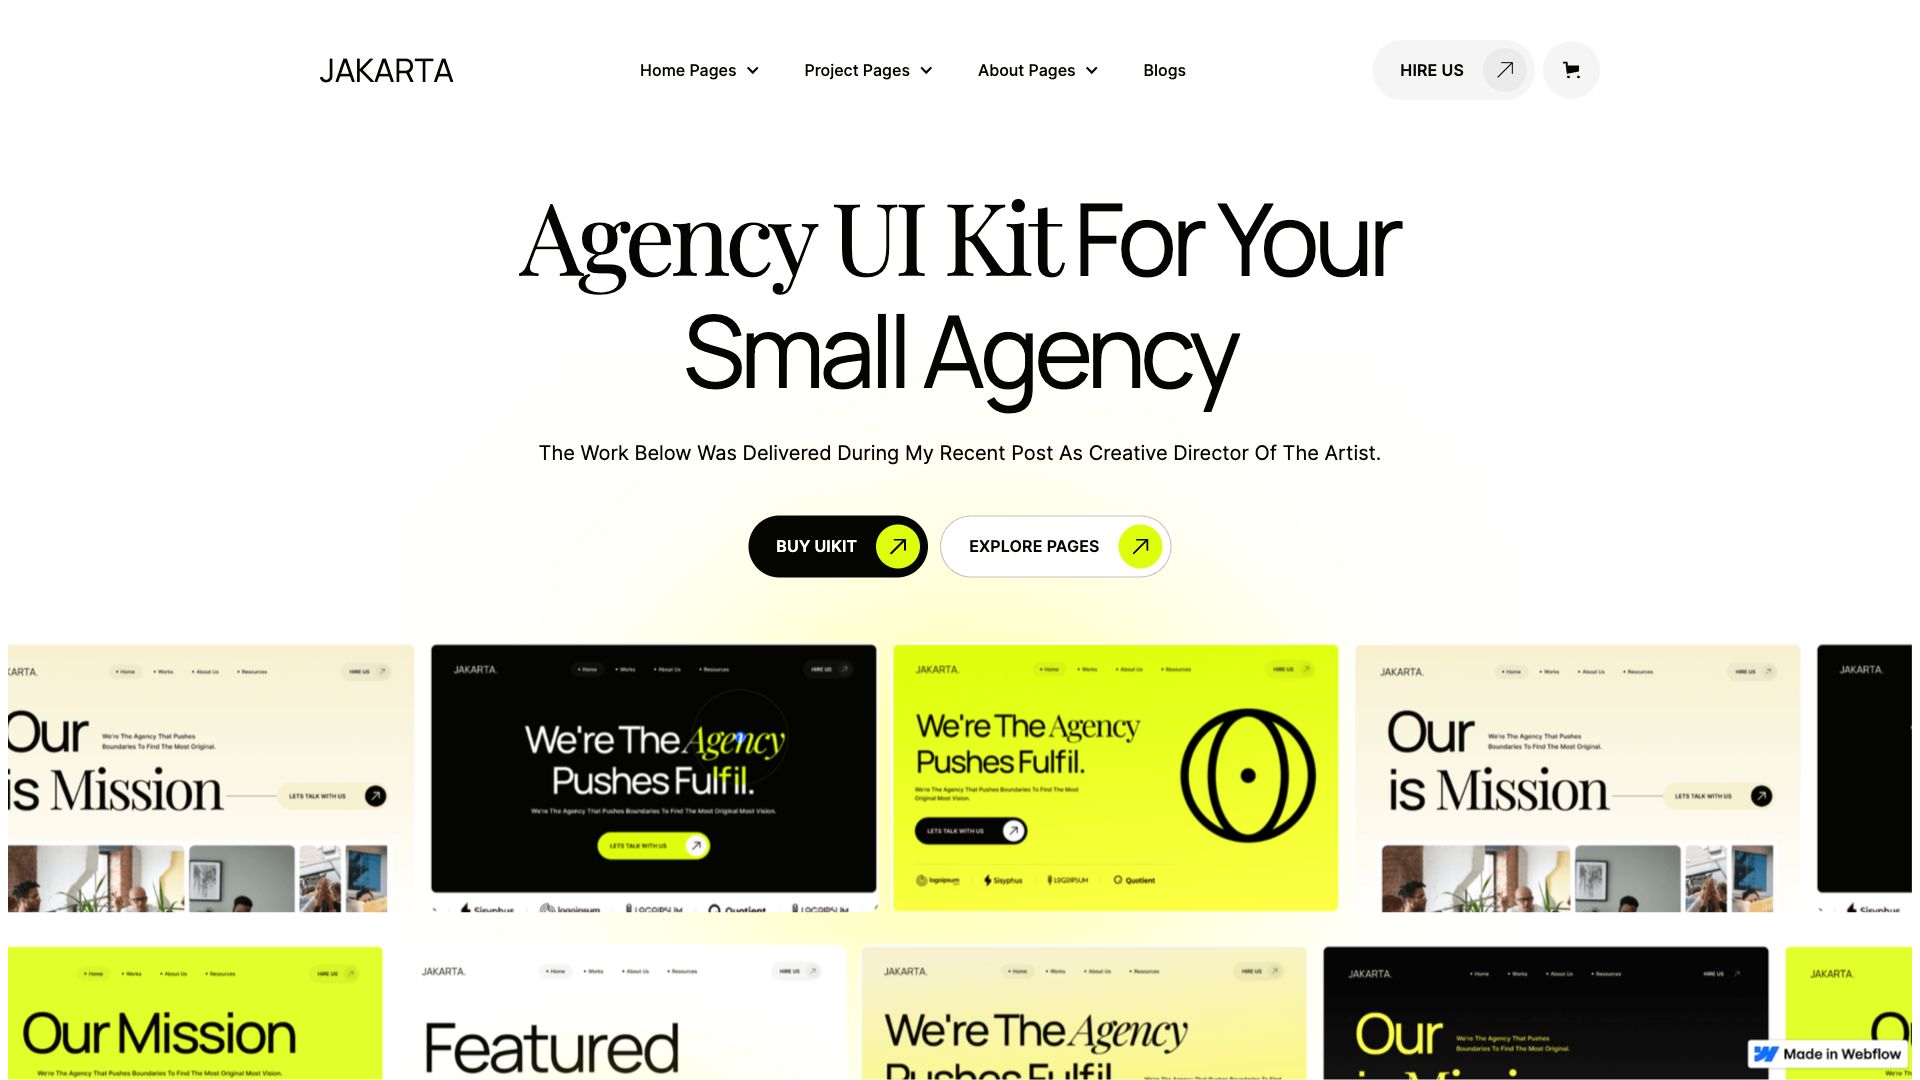 JAKARTA
Home Pages
Project Pages
About Pages
Blogs
HIRE US
Agency UI Kit For Your
Small Agency
The Work Below Was Delivered During My Recent Post As Creative Director Of The Artist.
BUY UIKIT
EXPLORE PAGES
KARTA.
Home
Works
About Us
Resources
HIRE US
Our
We're The Agency That Pushes
Boundaries To Find The Most Original.
is Mission
LETS TALK WITH US
JAKARTA.
Home
Works
About Us
Resources
HIRE US
We're The Agency
Pushes Fulfil.
We're The Agency That Pushes Boundaries To Find The Most Original Most Vision.
LETS TALK WITH US
Sisyphus
logoipsum
LOGOIPSUM
Quotient
LOGOIPSUM
JAKARTA.
Home
Works
About Us
Resources
HIRE US
We're The Agency
Pushes Fulfil.
We're The Agency That Pushes Boundaries To Find The Most
Original Most Vision.
LETS TALK WITH US
logoipsum
Sisyphus
LOGOIPSUM
Quotient
JAKARTA.
Home
Works
About Us
Resources
HIRE US
Our
We're The Agency That Pushes
Boundaries To Find The Most Original.
is Mission
LETS TALK WITH US
JAKARTA.
Sisyphus
Home
Works
About Us
Resources
HIRE US
Our Mission
We're The Agency That Pushes Boundaries To Find The Most Original Most Vision.
JAKARTA.
Home
Works
About Us
Resources
HIRE US
Featured
JAKARTA.
Home
Works
About Us
Resources
HIRE US
We're The Agency
Pushes Fulfil.
JAKARTA.
Home
Works
About Us
Resources
HIRE US
Our
We're The Agency That Pushes
Boundaries To Find The Most Original.
is Mission
JAKARTA.
Made in Webflow